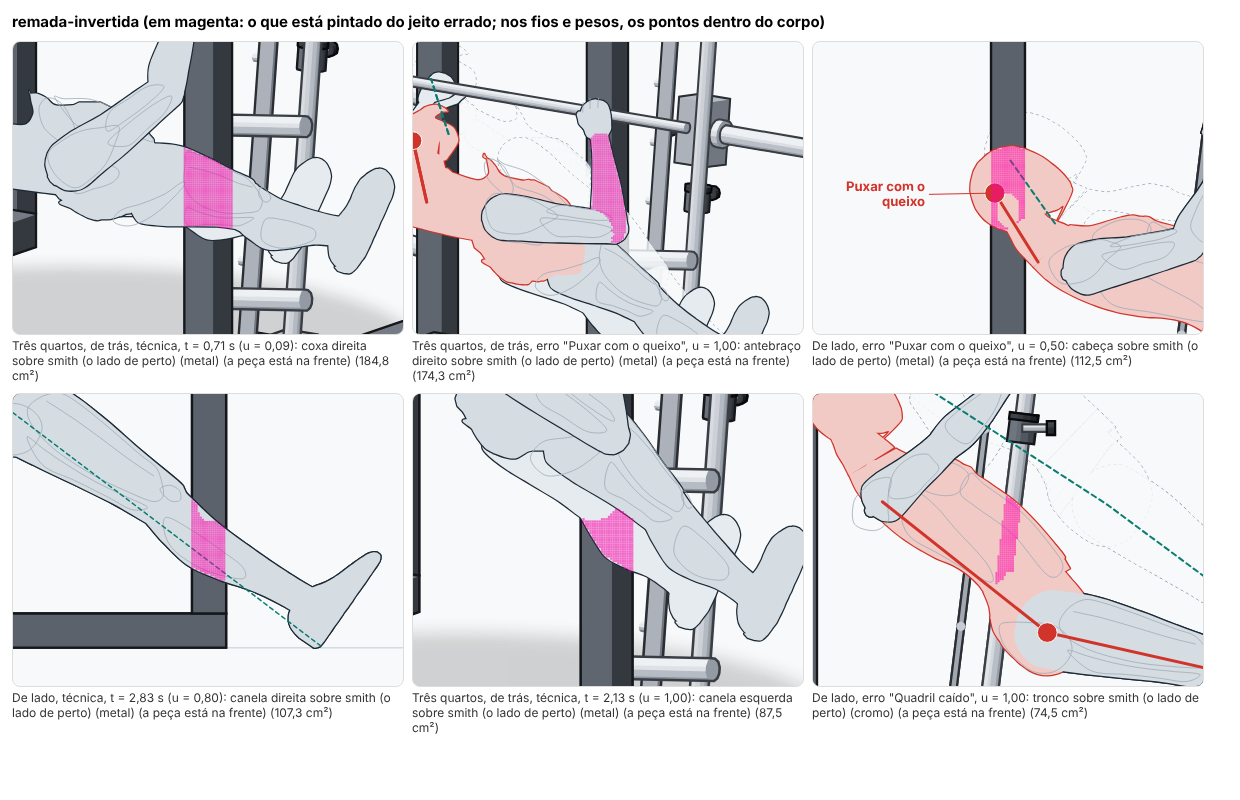 remada-invertida (em magenta: o que está pintado do jeito errado; nos fios e pesos, os pontos dentro do corpo)
Puxar com o
queixo
Três quartos, de trás, técnica, t = 0,71 s (u = 0,09): coxa direita
sobre smith (o lado de perto) (metal) (a peça está na frente) (184,8
cm²)
Três quartos, de trás, erro "Puxar com o queixo", u = 1,00: antebraço
direito sobre smith (o lado de perto) (metal) (a peça está na frente)
(174,3 cm²)
De lado, erro "Puxar com o queixo", u = 0,50: cabeça sobre smith (o
lado de perto) (metal) (a peça está na frente) (112,5 cm²)
De lado, técnica, t = 2,83 s (u = 0,80): canela direita sobre smith (o
lado de perto) (metal) (a peça está na frente) (107,3 cm²)
Três quartos, de trás, técnica, t = 2,13 s (u = 1,00): canela esquerda
sobre smith (o lado de perto) (metal) (a peça está na frente) (87,5
cm²)
De lado, erro "Quadril caído", u = 1,00: tronco sobre smith (o lado de
perto) (cromo) (a peça está na frente) (74,5 cm²)